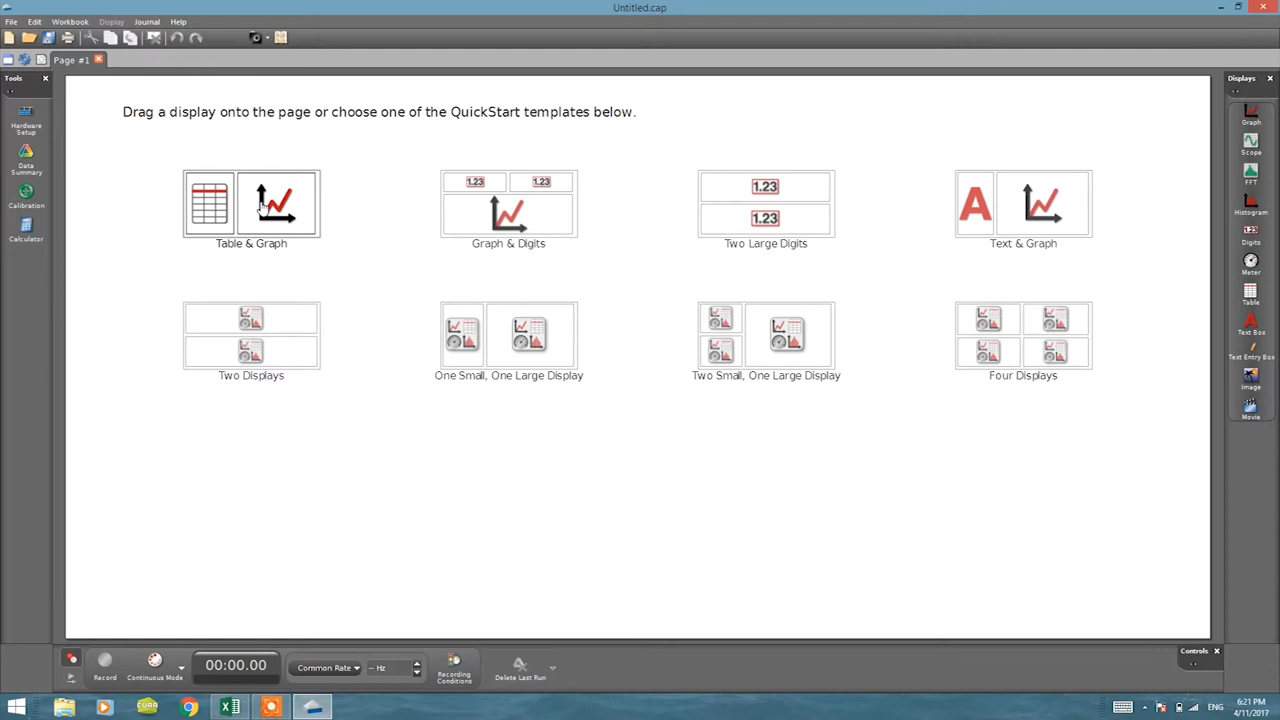 Untitled.cap
File Edit Workbook Display Journal Help
Page #1
Tools
Displays
Drag a display onto the page or choose one of the QuickStart templates below.
Hardware
Setup
Data
Summary
Calibration
Calculator
1.23 1.23
1.23
1.23
A
Table & Graph
Graph & Digits
Two Large Digits
Text & Graph
Two Displays
One Small, One Large Display
Two Small, One Large Display
Four Displays
Graph
Scope
FFT
Histogram
1.23
Digits
Meter
Table
A
Text Box
Text Entry Box
Image
Movie
Record
Continuous Mode
00:00.00
Common Rate
-- Hz
Recording
Conditions
Delete Last Run
Controls
CURA
ENG
6:21 PM
4/11/2017